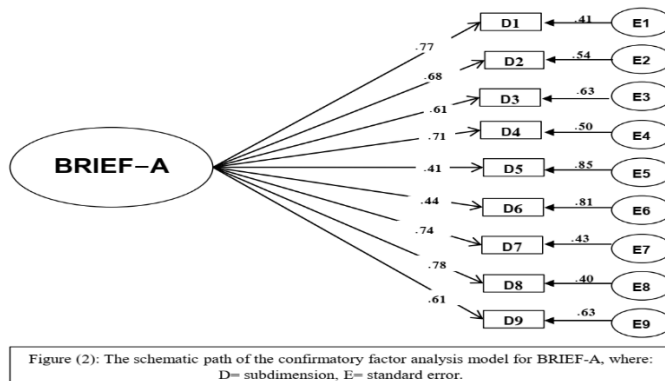 D1 .41 E1
.77
D2 .54 E2
.68
D3 .63 E3
.61
D4 .50 E4
.71
BRIEF-A
.41 D5 .85 E5
.44 D6 .81 E6
.74 D7 .43 E7
.78 D8 .40 E8
.61 D9 .63 E9
Figure (2): The schematic path of the confirmatory factor analysis model for BRIEF-A, where:
D= subdimension, E= standard error.